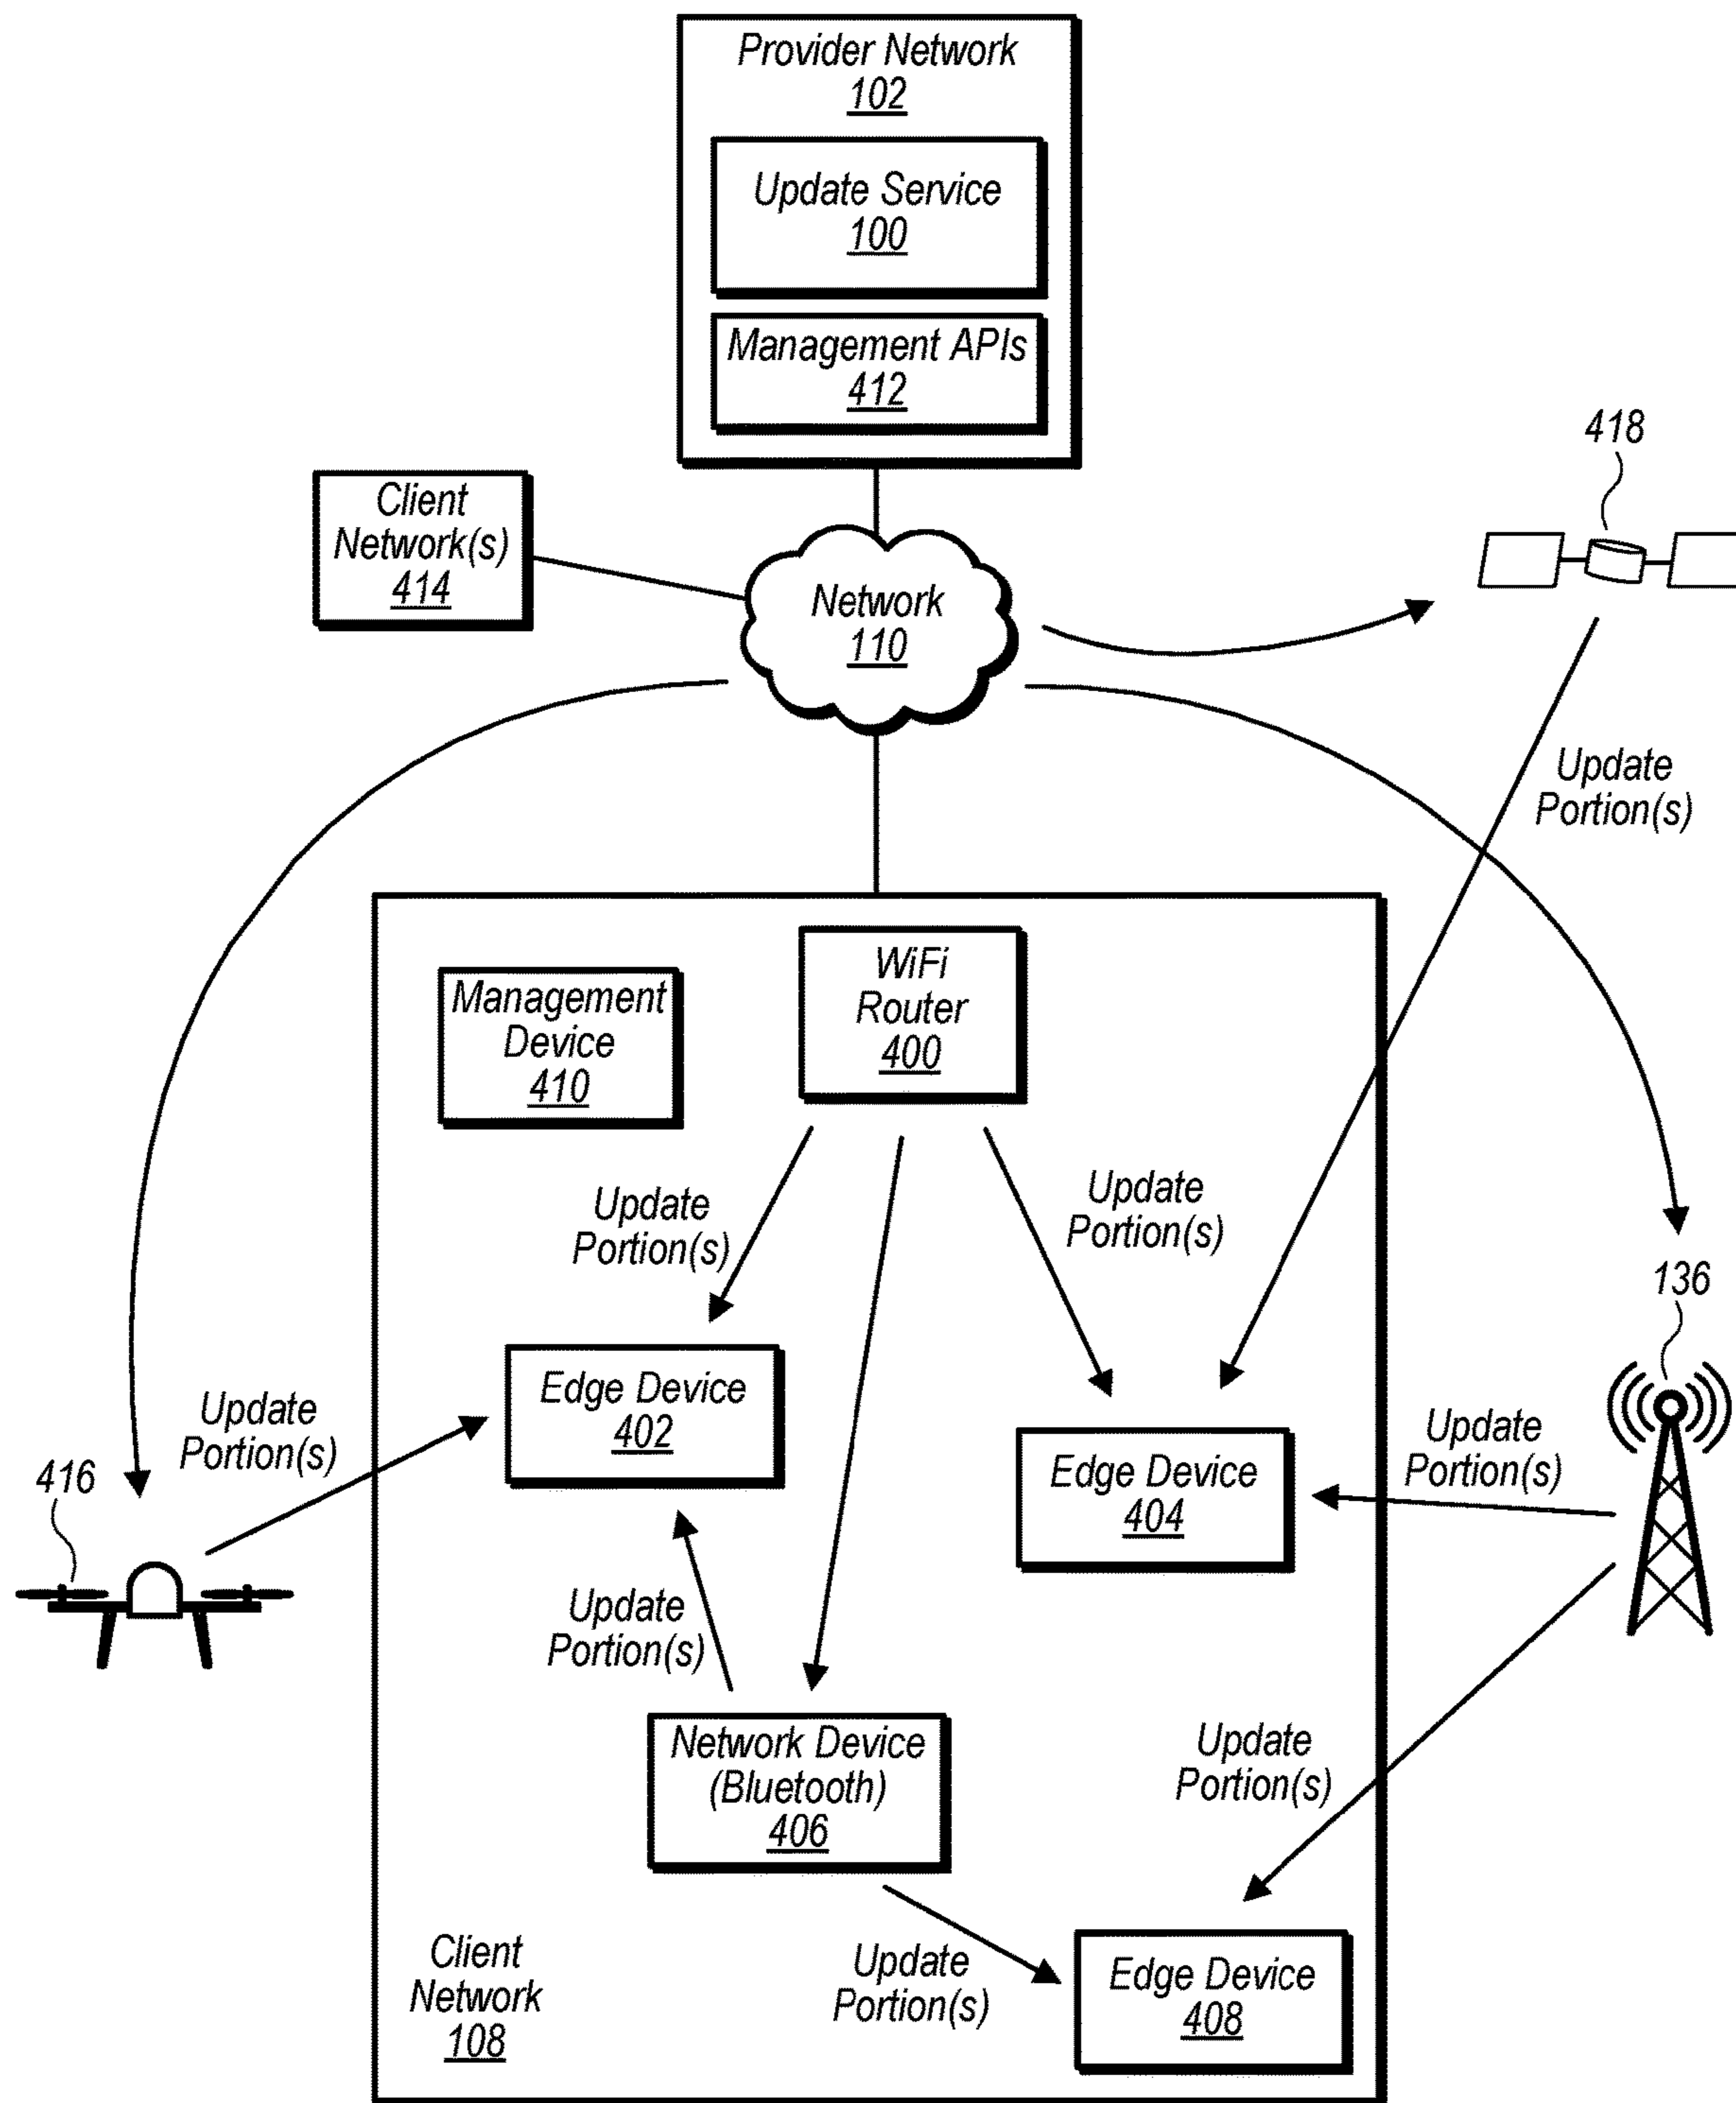 Provider Network
102
Update Service
100
Management APIs
412
418
Client
Network(s)
414
Network
110
Update
Portion(s)
WiFi
Router
400
Management
Device
410
Update
Portion(s)
Update
Portion(s)
136
Edge Device
402
Update
Portion(s)
416
Edge Device
404
Update
Portion(s)
Update
Portion(s)
Network Device
(Bluetooth)
406
Update
Portion(s)
Client
Network
108
Update
Portion(s)
Edge Device
408